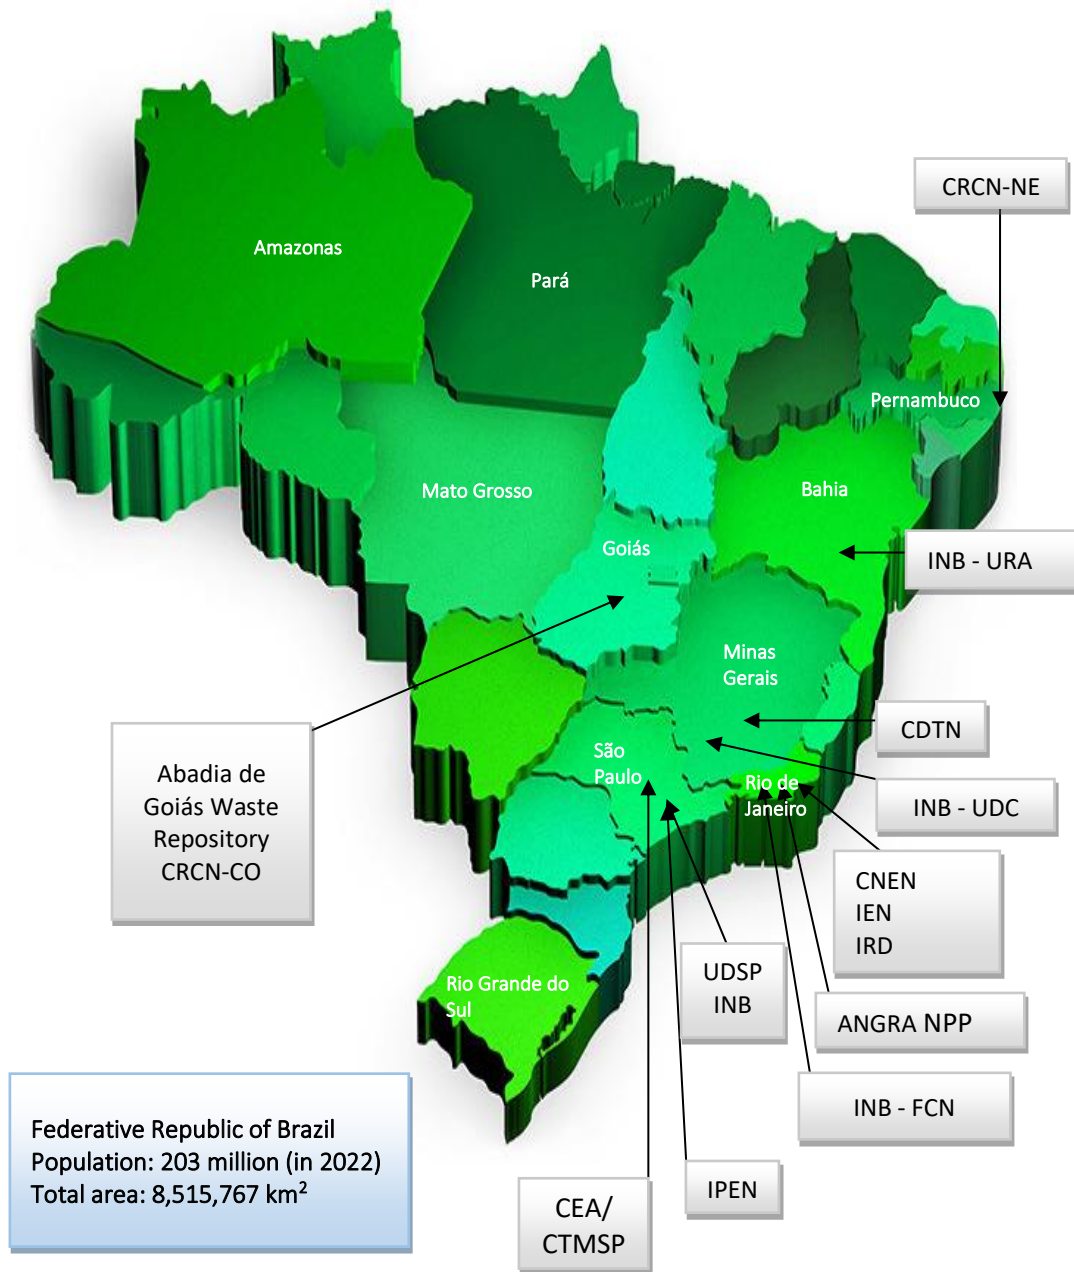 CRCN-NE
Amazonas
Pará
Pernambuco
Mato Grosso
Bahia
Goiás
INB - URA
Minas
Gerais
CDTN
São
Paulo
Rio de
Janeiro
INB - UDC
Abadia de
Goiás Waste
Repository
CRCN-CO
CNEN
IEN
IRD
UDSP
INB
Rio Grande do
Sul
ANGRA NPP
INB - FCN
Federative Republic of Brazil
Population: 203 million (in 2022)
Total area: 8,515,767 km²
IPEN
CEA/
CTMSP